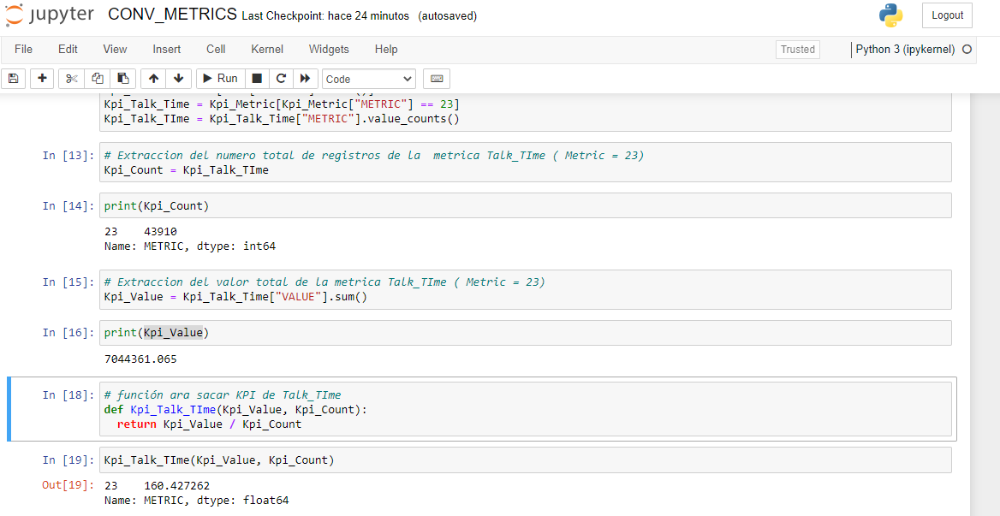 jupyter CONV_METRICS Last Checkpoint: hace 24 minutos (autosaved)
Logout
File Edit View Insert Cell Kernel Widgets Help
Trusted
Python 3 (ipykernel)
Run
Code
Kpi_Talk_Time = Kpi_Metric[Kpi_Metric["METRIC"] == 23]
Kpi_Talk_TIme = Kpi_Talk_Time["METRIC"].value_counts()
In [13]: # Extraccion del numero total de registros de la metrica Talk_TIme ( Metric = 23)
Kpi_Count = Kpi_Talk_TIme
In [14]: print(Kpi_Count)
23 43910
Name: METRIC, dtype: int64
In [15]: # Extraccion del valor total de la metrica Talk_TIme ( Metric = 23)
Kpi_Value = Kpi_Talk_Time["VALUE"].sum()
In [16]: print(Kpi_Value)
7044361.065
In [18]: # función ara sacar KPI de Talk_TIme
def Kpi_Talk_TIme(Kpi_Value, Kpi_Count):
return Kpi_Value / Kpi_Count
In [19]: Kpi_Talk_TIme(Kpi_Value, Kpi_Count)
Out[19]: 23 160.427262
Name: METRIC, dtype: float64